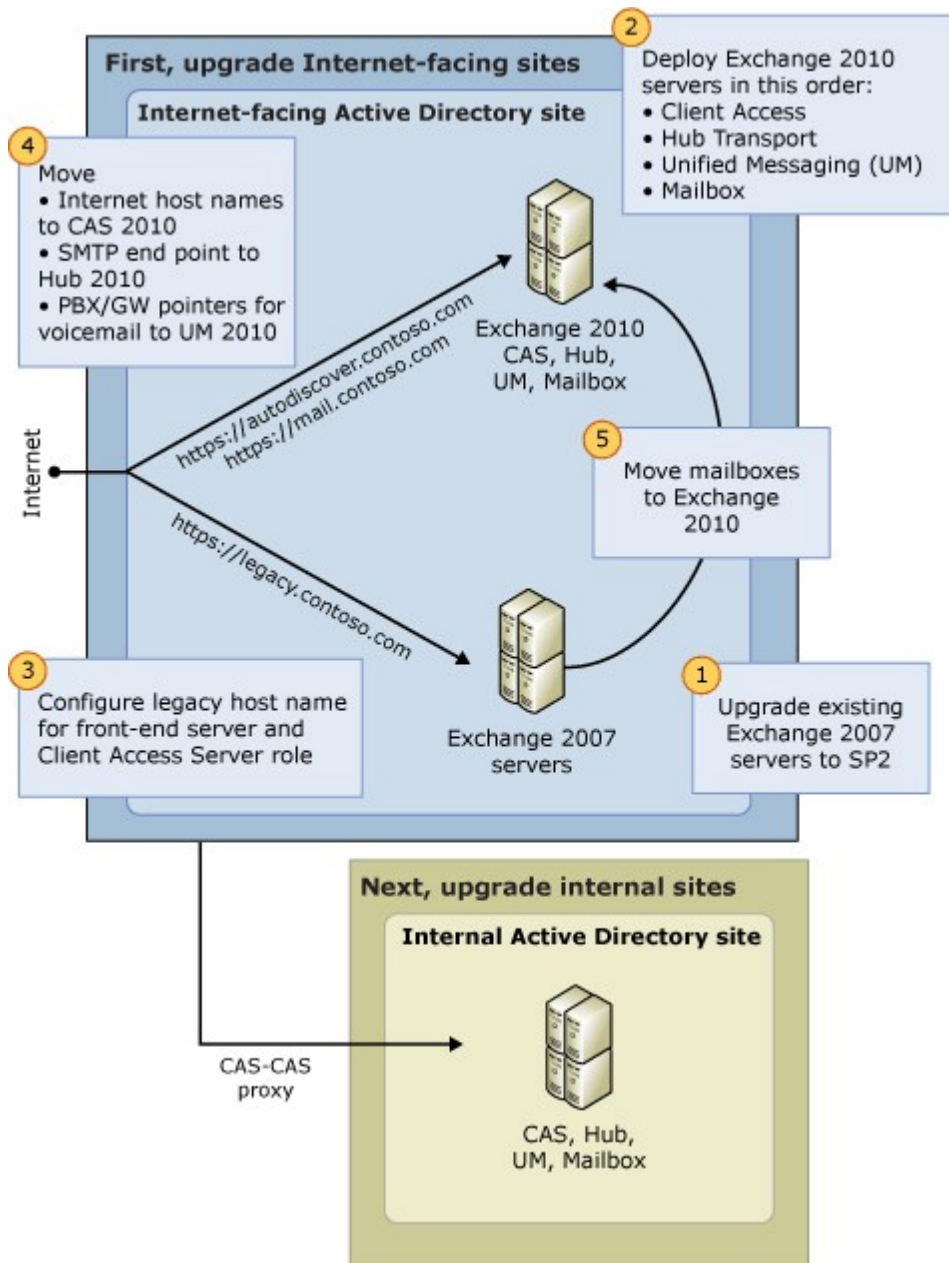 First, upgrade Internet-facing sites
Internet-facing Active Directory site
2
Deploy Exchange 2010
servers in this order:
• Client Access
• Hub Transport
• Unified Messaging (UM)
• Mailbox
4
Move
• Internet host names
to CAS 2010
• SMTP end point to
Hub 2010
• PBX/GW pointers for
voicemail to UM 2010
Exchange 2010
CAS, Hub,
UM, Mailbox
https://autodiscover.contoso.com
https://mail.contoso.com
Internet
5
Move mailboxes
to Exchange
2010
https://legacy.contoso.com
3
Configure legacy host name
for front-end server and
Client Access Server role
Exchange 2007
servers
1
Upgrade existing
Exchange 2007
servers to SP2
Next, upgrade internal sites
Internal Active Directory site
CAS-CAS
proxy
CAS, Hub,
UM, Mailbox